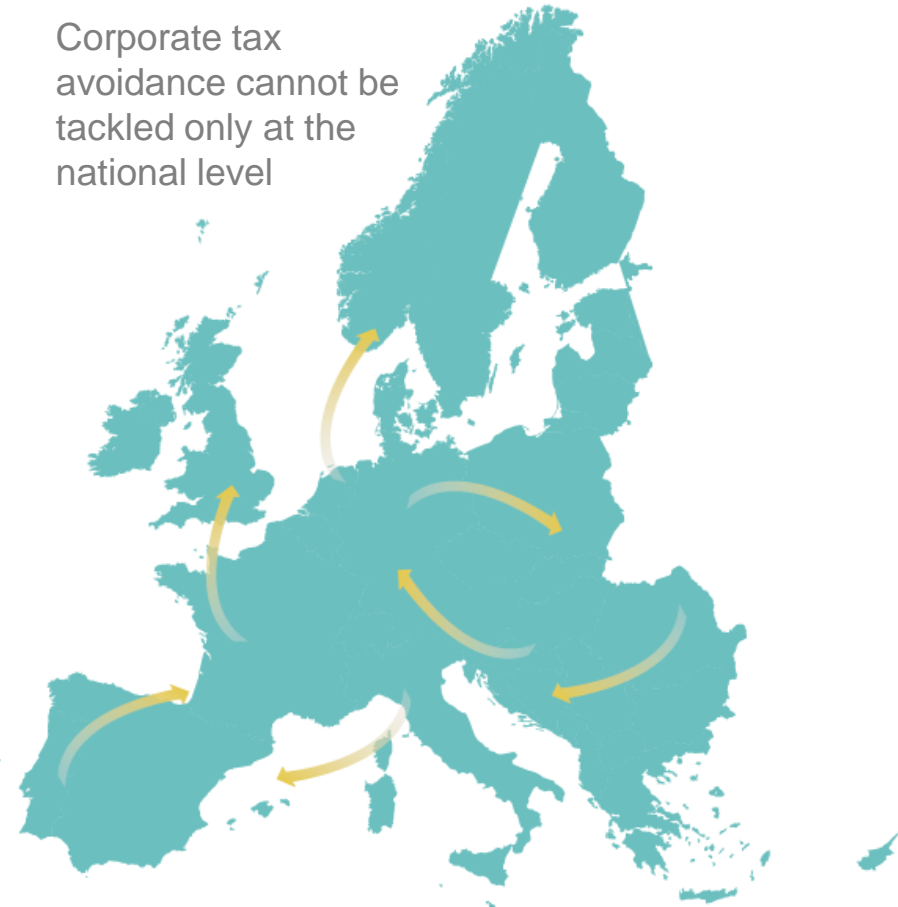 Corporate tax
avoidance cannot be
tackled only at the
national level